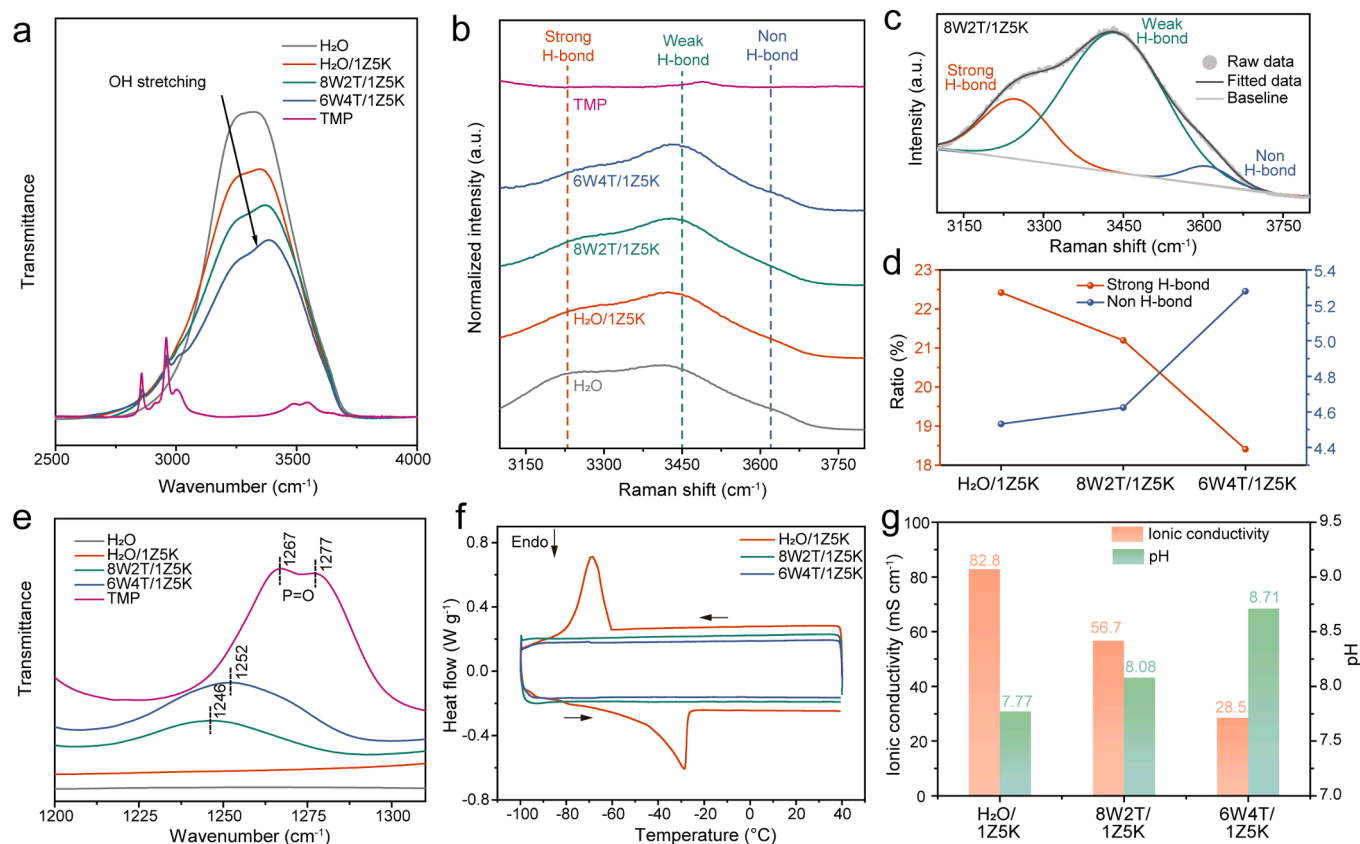 a
Transmittance
OH stretching
H₂O
H₂O/1Z5K
8W2T/1Z5K
6W4T/1Z5K
TMP
2500
3000
3500
4000
Wavenumber (cm⁻¹)
b
Normalized intensity (a.u.)
Strong
H-bond
Weak
H-bond
Non
H-bond
TMP
6W4T/1Z5K
8W2T/1Z5K
H₂O/1Z5K
H₂O
3150
3300
3450
3600
3750
Raman shift (cm⁻¹)
c
8W2T/1Z5K
Intensity (a.u.)
Strong
H-bond
Weak
H-bond
Non
H-bond
Raw data
Fitted data
Baseline
3150
3300
3450
3600
3750
Raman shift (cm⁻¹)
d
Ratio (%)
Strong H-bond
Non H-bond
23
22
21
20
19
18
5.4
5.2
5.0
4.8
4.6
4.4
H₂O/1Z5K
8W2T/1Z5K
6W4T/1Z5K
e
Transmittance
H₂O
H₂O/1Z5K
8W2T/1Z5K
6W4T/1Z5K
TMP
1267
1277
P=O
1252
1246
1200
1250
1300
Wavenumber (cm⁻¹)
f
Heat flow (W g⁻¹)
Endo
H₂O/1Z5K
8W2T/1Z5K
6W4T/1Z5K
0.8
0.4
0.0
-0.4
-0.8
-100
-80
-60
-40
-20
0
20
40
Temperature (°C)
g
Ionic conductivity (mS cm⁻¹)
Ionic conductivity
pH
100
80
60
40
20
0
82.8
7.77
56.7
8.08
28.5
8.71
9.5
9.0
8.5
8.0
7.5
7.0
pH
H₂O/
1Z5K
8W2T/
1Z5K
6W4T/
1Z5K